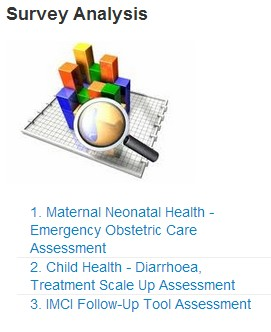 Survey Analysis
1. Maternal Neonatal Health -
Emergency Obstetric Care
Assessment
2. Child Health - Diarrhoea,
Treatment Scale Up Assessment
3. IMCI Follow-Up Tool Assessment